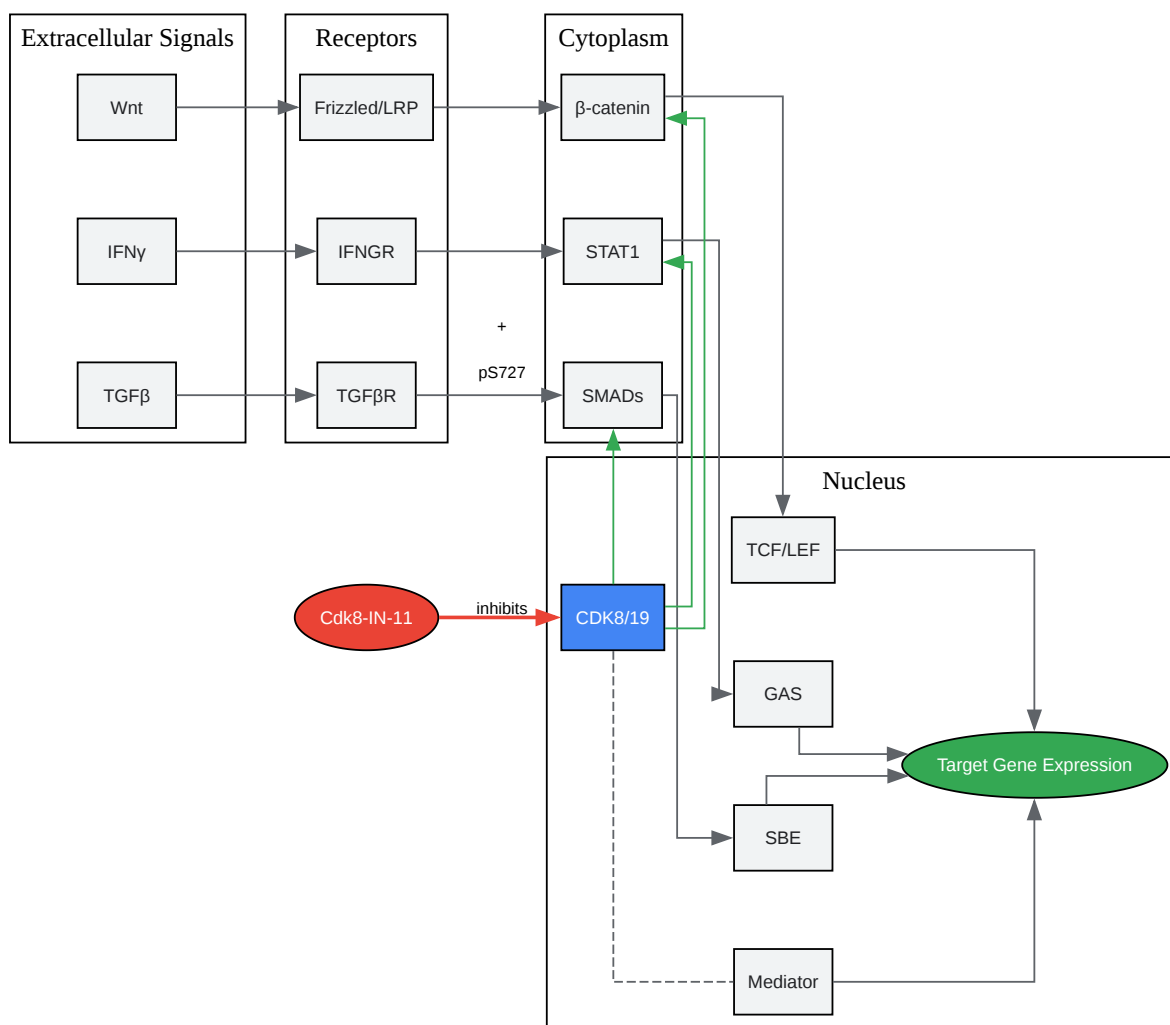 Extracellular Signals
Receptors
Cytoplasm
Wnt
Frizzled/LRP
β-catenin
IFNγ
IFNGR
STAT1
+
pS727
TGFβ
TGFβR
SMADs
Nucleus
TCF/LEF
Cdk8-IN-11
inhibits
CDK8/19
GAS
Target Gene Expression
SBE
Mediator